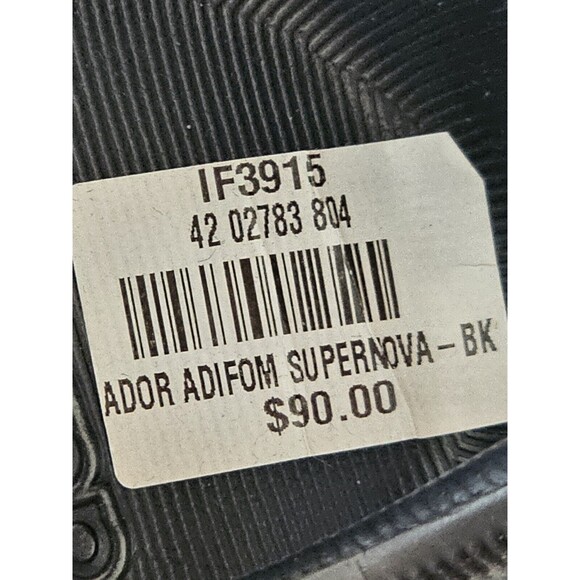 IF3915
42 02783 804
ADOR ADIFOM SUPERNOVA-BK
$90.00